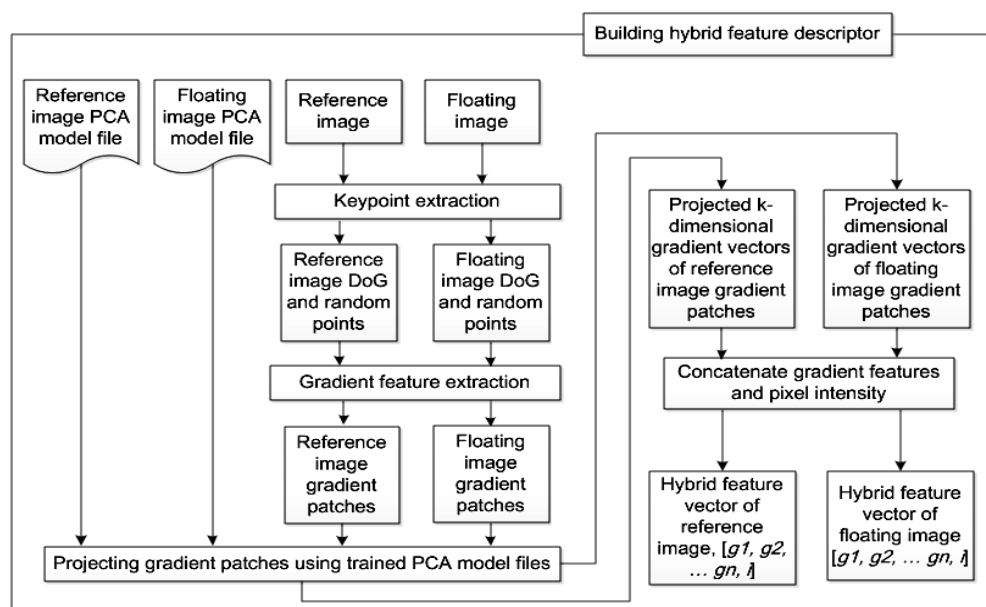 Building hybrid feature descriptor
Reference
image PCA
model file
Floating
image PCA
model file
Reference
image
Floating
image
Keypoint extraction
Reference
image DoG
and random
points
Floating
image DoG
and random
points
Gradient feature extraction
Reference
image
gradient
patches
Floating
image
gradient
patches
Projecting gradient patches using trained PCA model files
Projected k-
dimensional
gradient vectors
of reference
image gradient
patches
Projected k-
dimensional
gradient vectors
of floating
image gradient
patches
Concatenate gradient features
and pixel intensity
Hybrid feature
vector of
reference
image, [g1, g2,
... gn, i]
Hybrid feature
vector of
floating image
[g1, g2, ... gn, i]